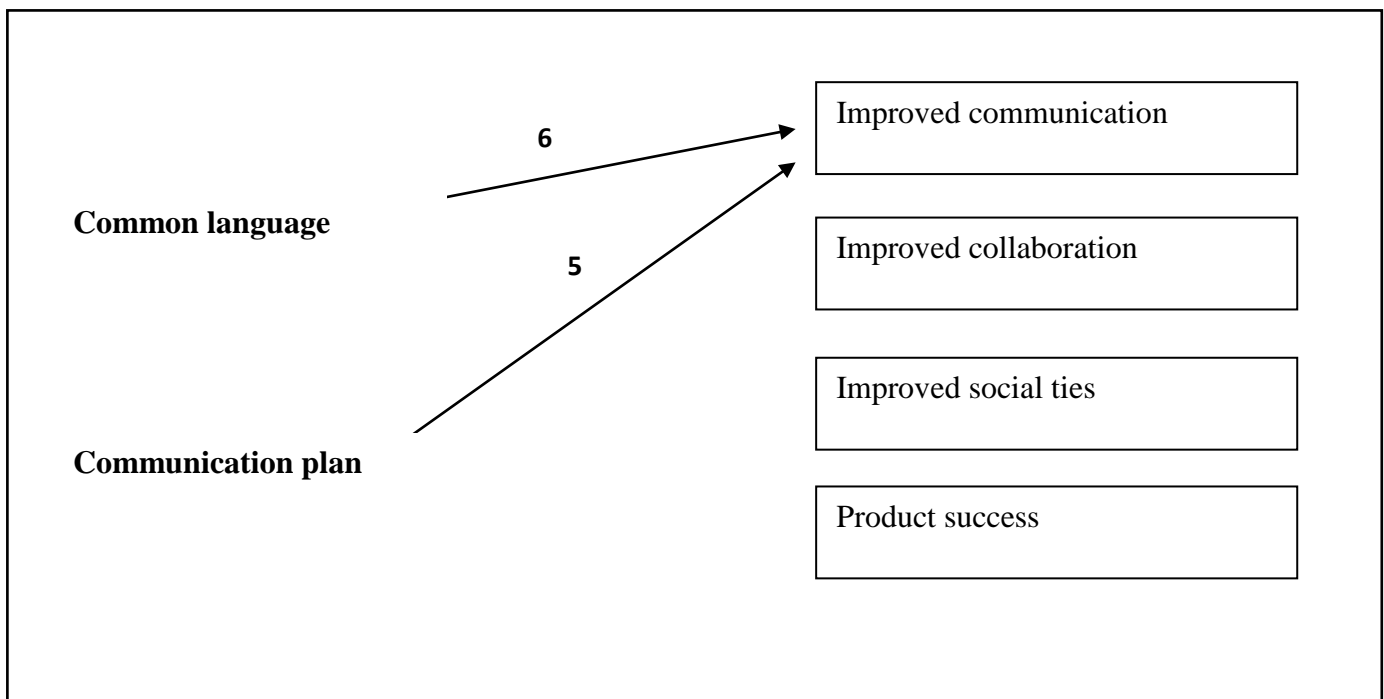 Improved communication
6
Common language
Improved collaboration
5
Improved social ties
Communication plan
Product success